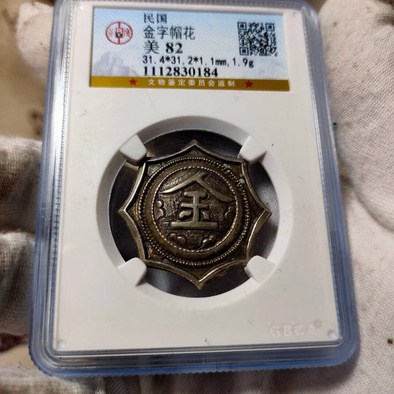 民国
金字帽花
美 82
31.4*31.2*1.1mm,1.9g
1112830184
★ 文物鉴定委员会监制 ★
金
GBCA